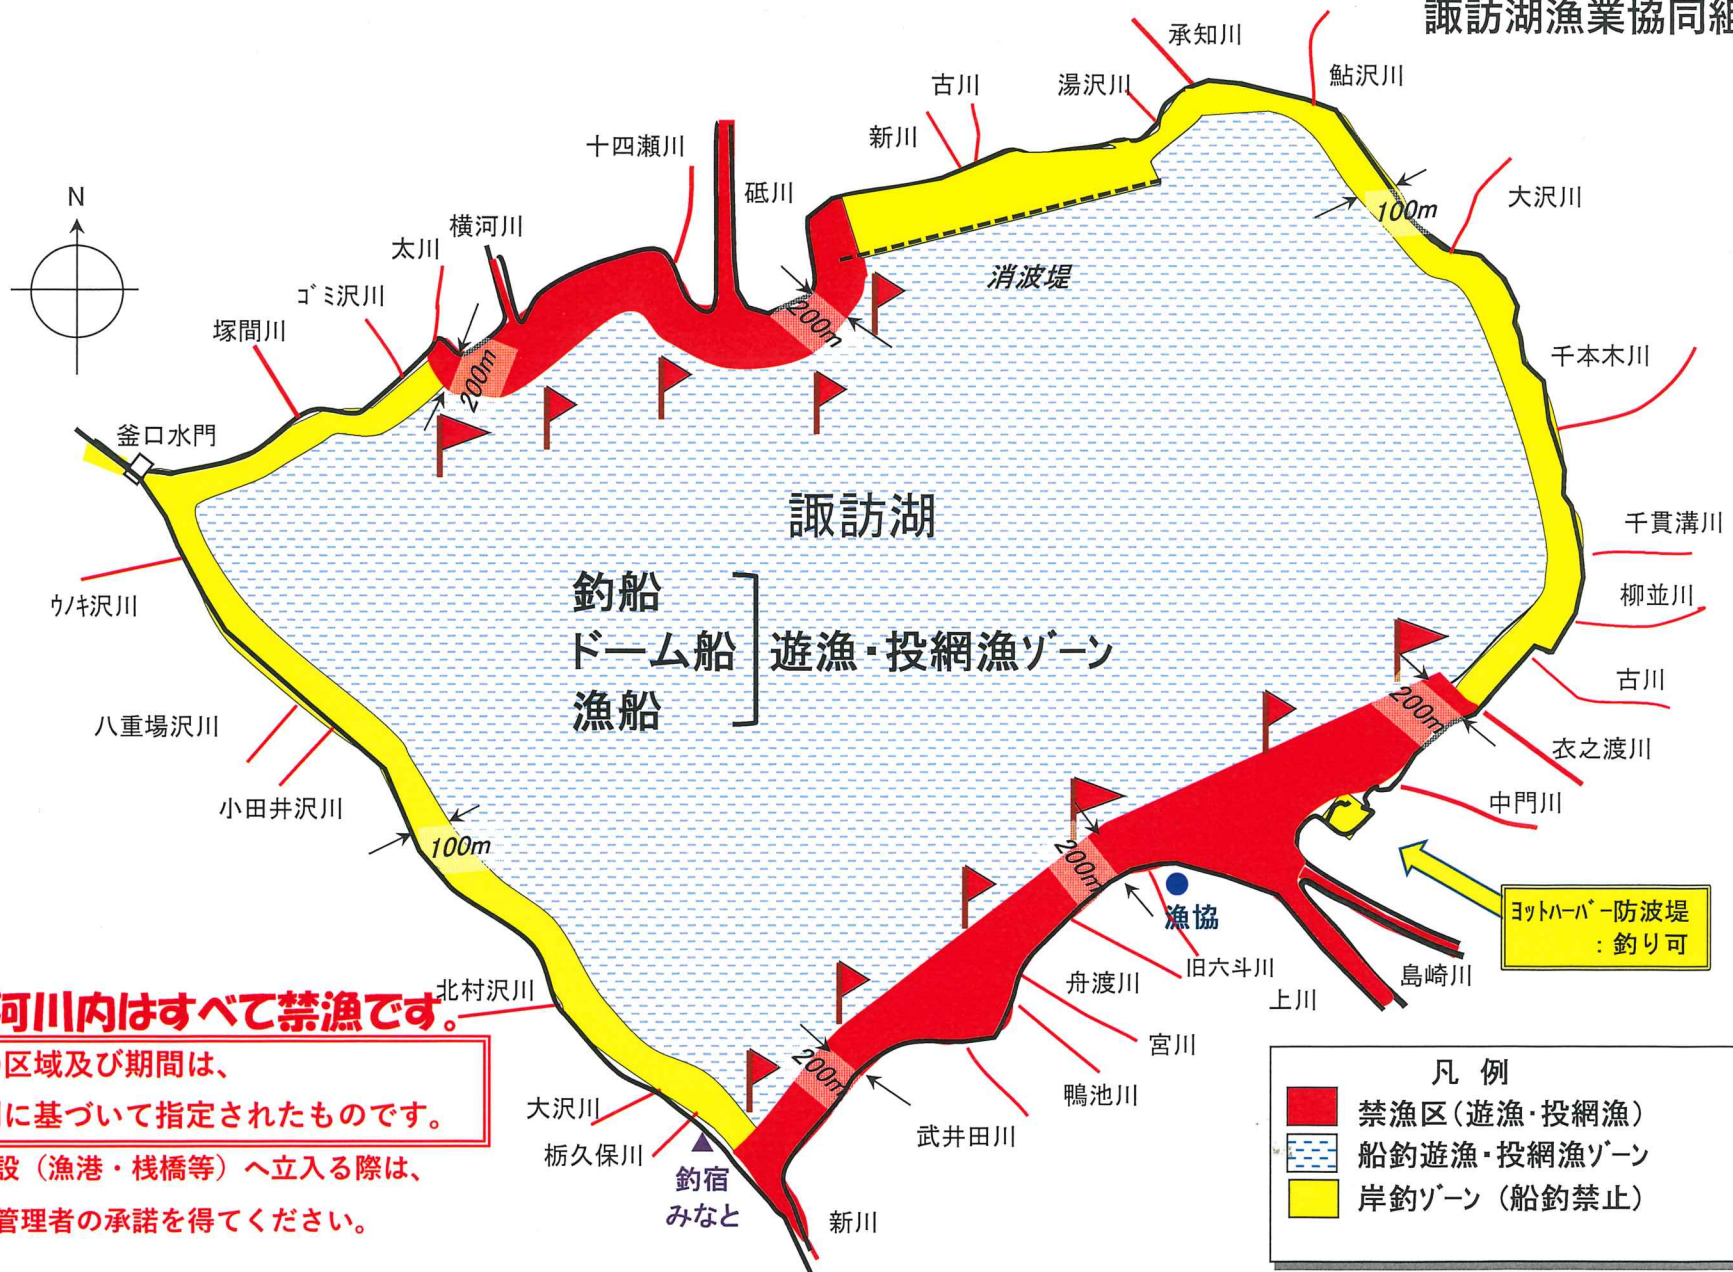 諏訪湖漁業協同組
承知川
鮎沢川
湯沢川
古川
新川
大沢川
十四瀬川
砥川
横河川
太川
ゴミ沢川
塚間川
釜口水門
N
100m
消波堤
200m
200m
千本木川
千貫溝川
柳並川
古川
衣之渡川
中門川
諏訪湖
釣船
ドーム船
漁船
遊漁・投網漁ゾーン
ウノキ沢川
八重場沢川
小田井沢川
100m
200m
200m
200m
漁協
ヨットハーバー防波堤
：釣り可
島崎川
上川
旧六斗川
舟渡川
宮川
鴨池川
武井田川
北村沢川
大沢川
栃久保川
釣宿
みなと
新川
河川内はすべて禁漁です。
区域及び期間は、
に基づいて指定されたものです。
設（漁港・桟橋等）へ立入る際は、
管理者の承諾を得てください。
凡 例
禁漁区（遊漁・投網漁）
船釣遊漁・投網漁ゾーン
岸釣ゾーン（船釣禁止）